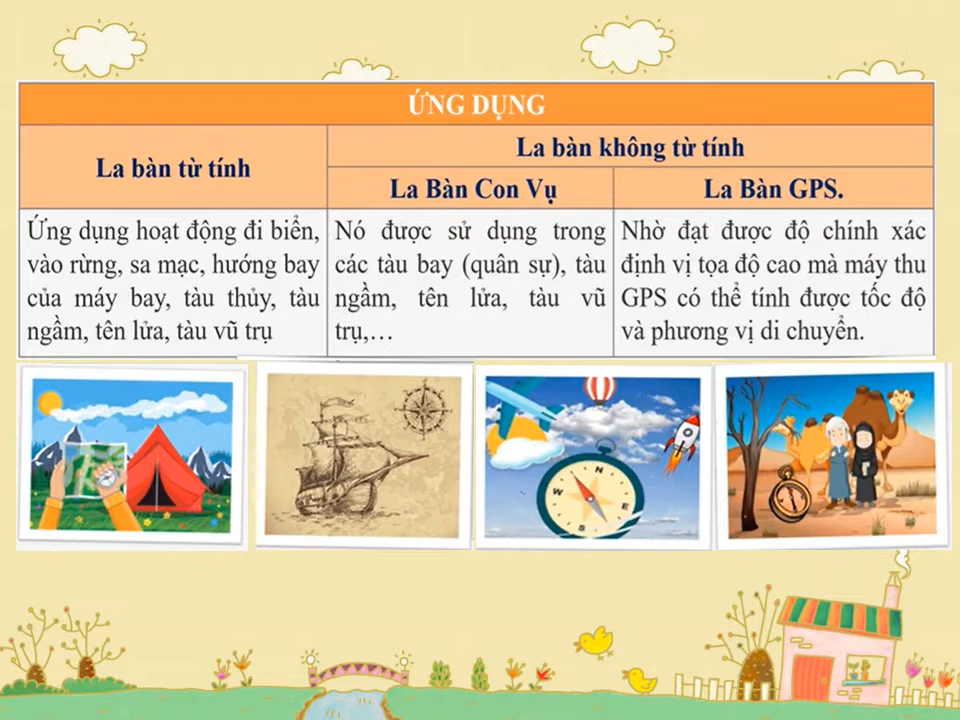 ỨNG DỤNG
La bàn từ tính
La bàn không từ tính
La Bàn Con Vụ
La Bàn GPS.
Ứng dụng hoạt động đi biển,
vào rừng, sa mạc, hướng bay
của máy bay, tàu thủy, tàu
ngầm, tên lửa, tàu vũ trụ
Nó được sử dụng trong
các tàu bay (quân sự), tàu
ngầm, tên lửa, tàu vũ
trụ,…
Nhờ đạt được độ chính xác
định vị tọa độ cao mà máy thu
GPS có thể tính được tốc độ
và phương vị di chuyển.
N
W
E
S